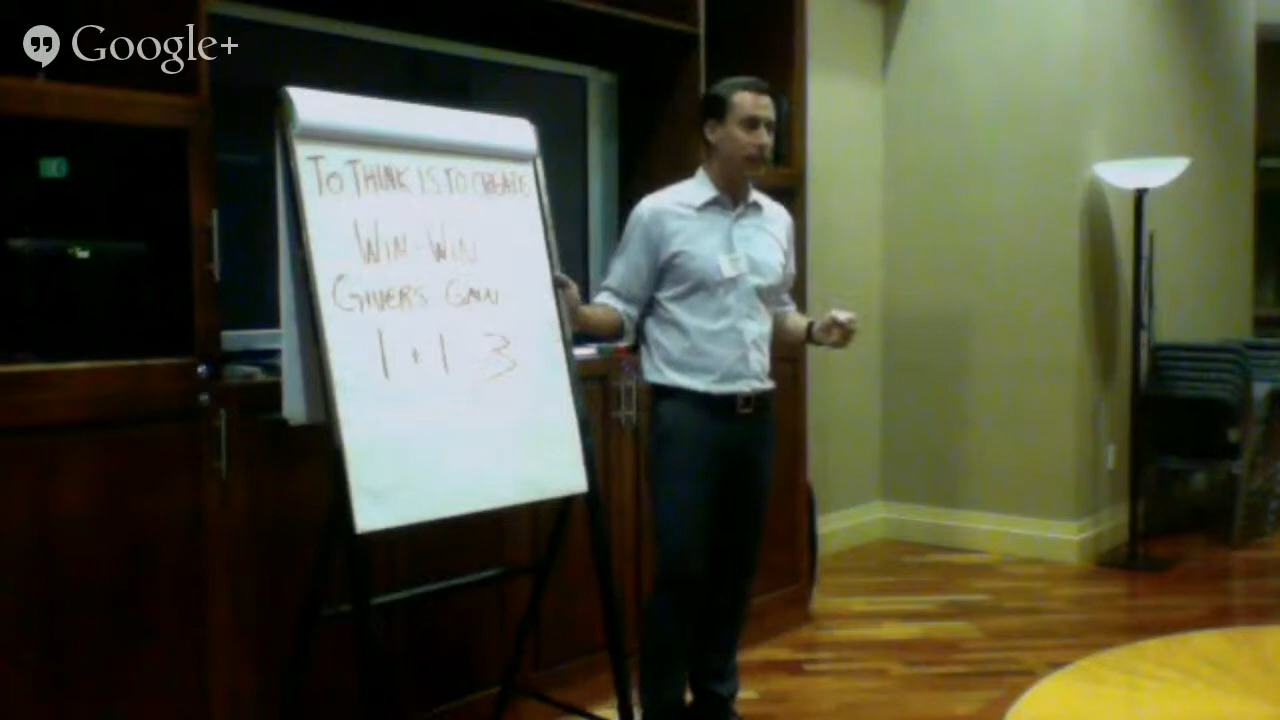 Google+
TO THINK IS TO CREATE
WIN-WIN
GIVERS GAIN
1 + 1 3